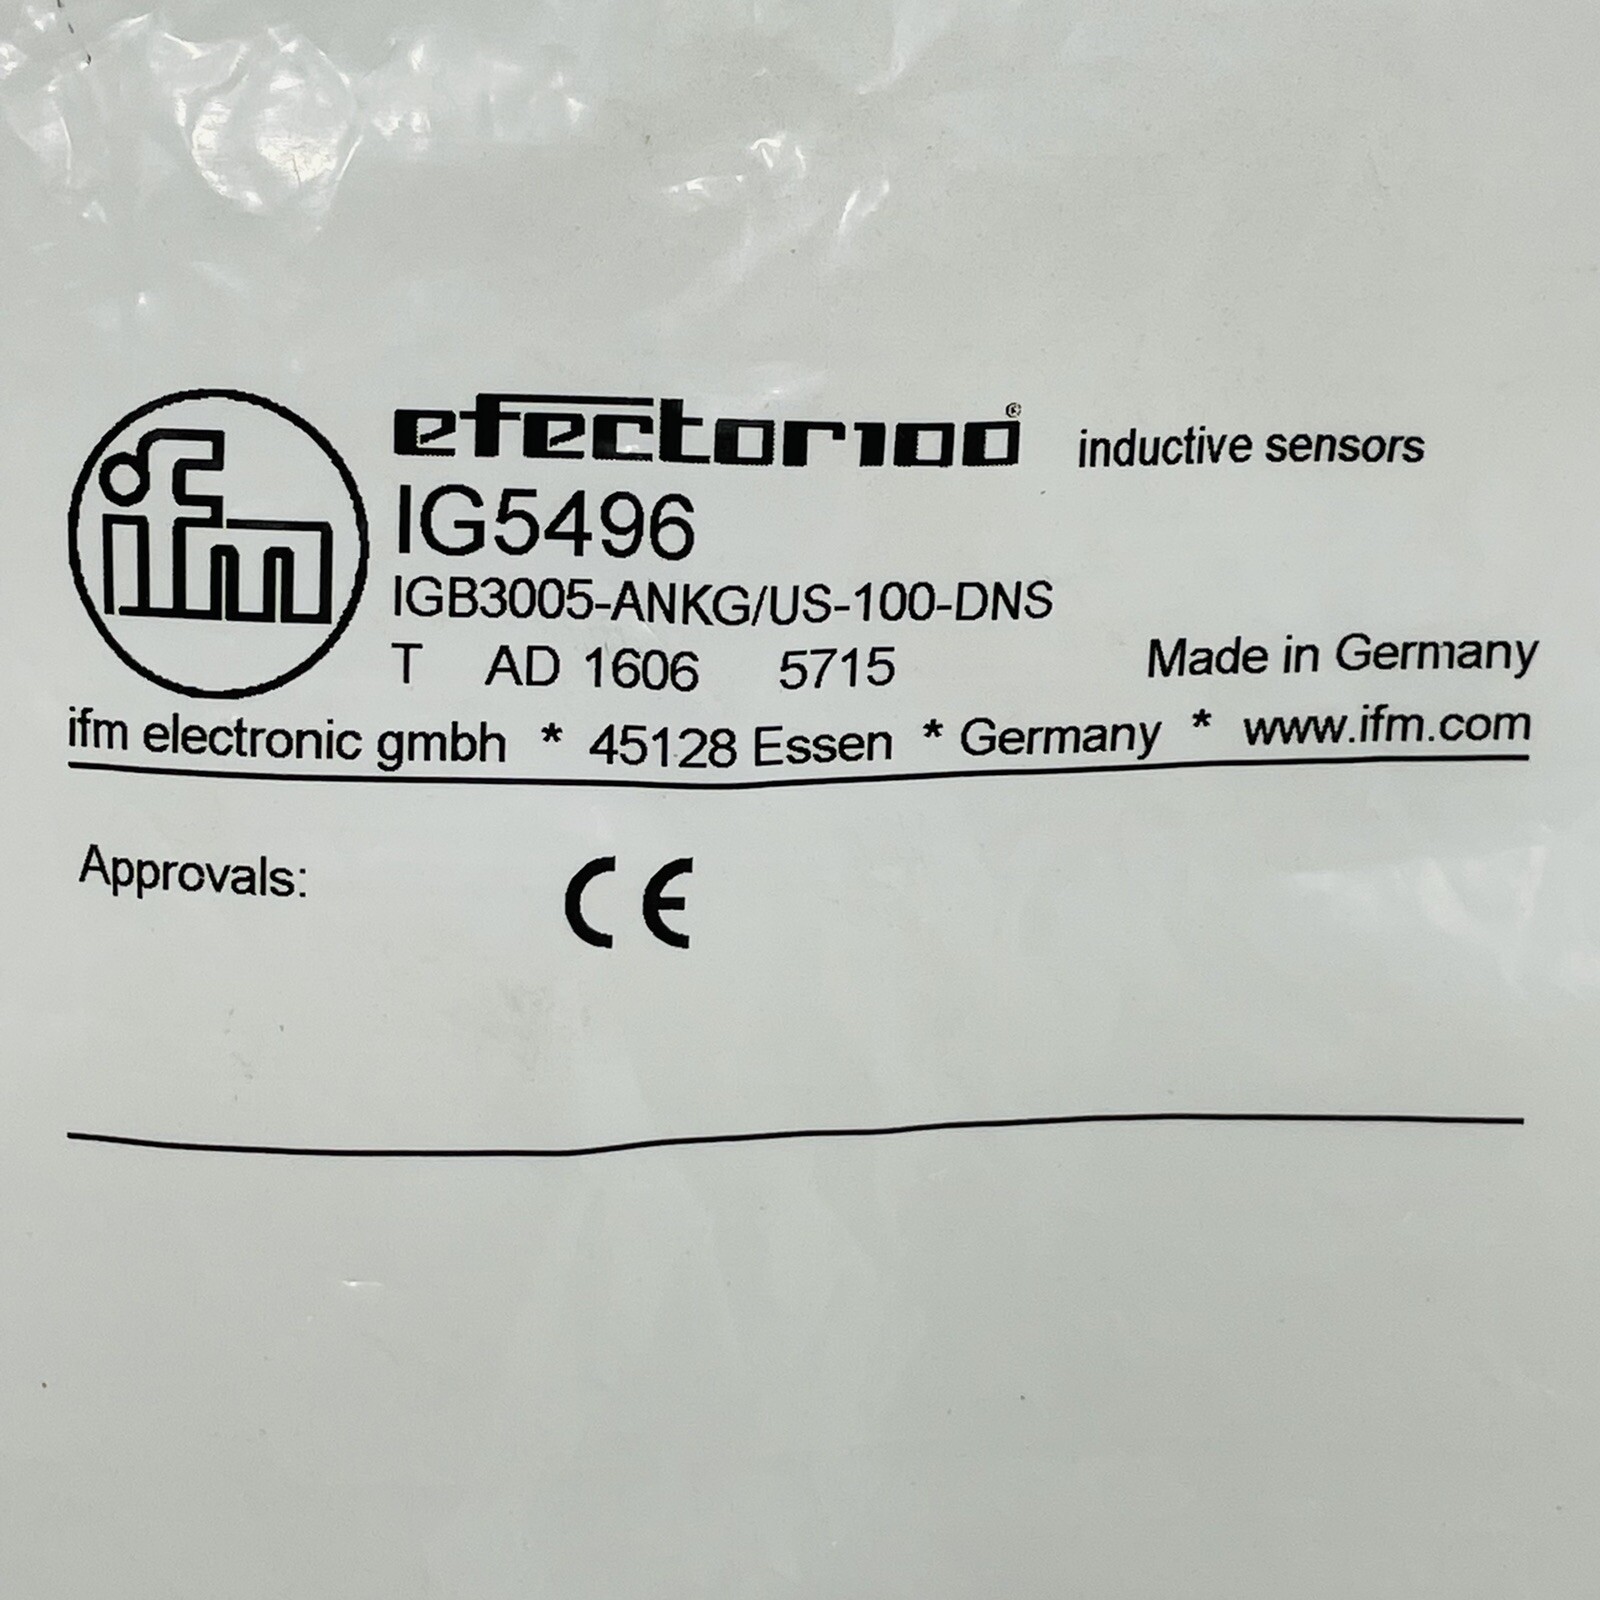 ifm
efector100® inductive sensors
IG5496
IGB3005-ANKG/US-100-DNS
T AD 1606 5715 Made in Germany
ifm electronic gmbh * 45128 Essen * Germany * www.ifm.com
Approvals: CE